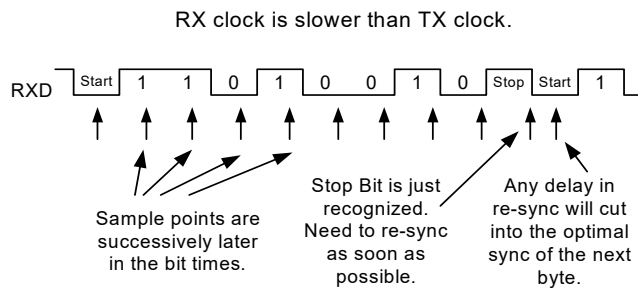 RX clock is slower than TX clock.
RXD Start 1 1 0 1 0 0 1 0 Stop Start 1
Sample points are
successively later
in the bit times.
Stop Bit is just
recognized.
Need to re-sync
as soon as
possible.
Any delay in
re-sync will cut
into the optimal
sync of the next
byte.